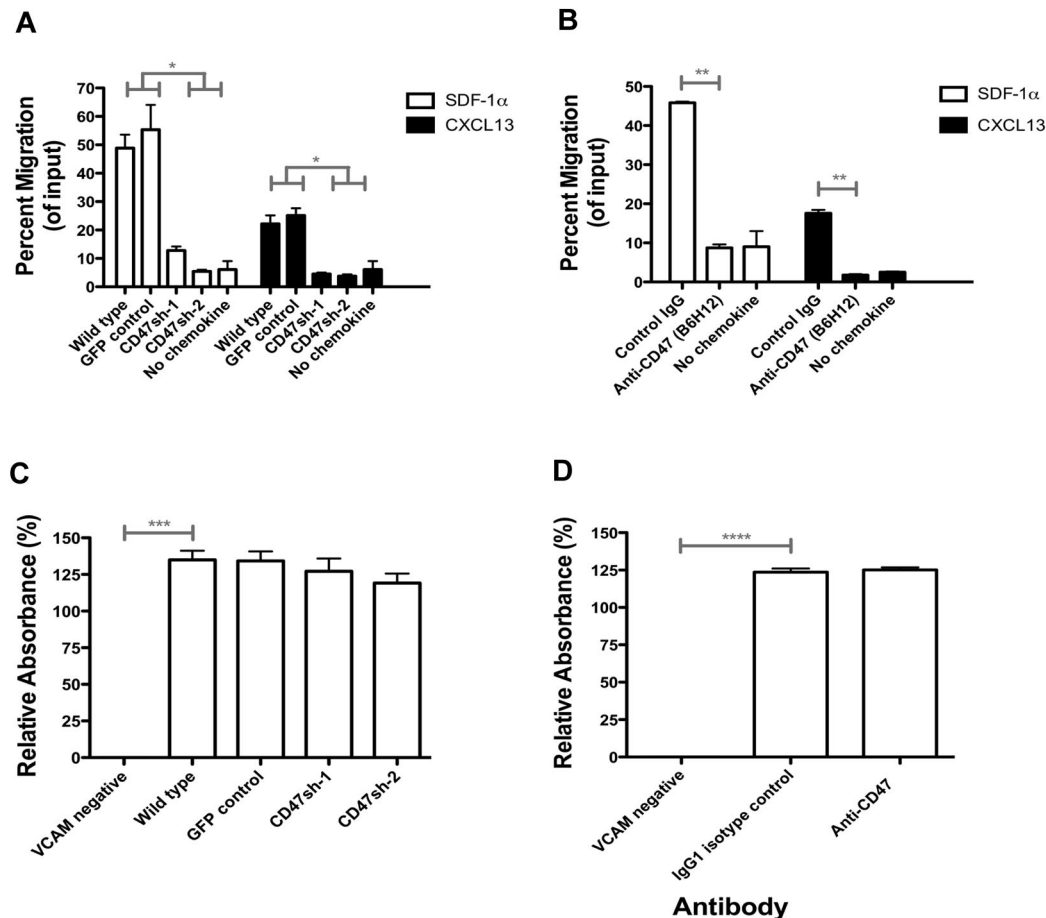 A
Percent Migration
(of input)
70
60
50
40
30
20
10
0
*
*
SDF-1α
CXCL13
Wild type
GFP control
CD47sh-1
CD47sh-2
No chemokine
Wild type
GFP control
CD47sh-1
CD47sh-2
No chemokine
B
Percent Migration
(of input)
50
40
30
20
10
0
**
**
SDF-1α
CXCL13
Control IgG
Anti-CD47 (B6H12)
No chemokine
Control IgG
Anti-CD47 (B6H12)
No chemokine
C
Relative Absorbance (%)
150
125
100
75
50
25
0
***
VCAM negative
Wild type
GFP control
CD47sh-1
CD47sh-2
D
Relative Absorbance (%)
150
125
100
75
50
25
0
****
VCAM negative
IgG1 isotype control
Anti-CD47
Antibody